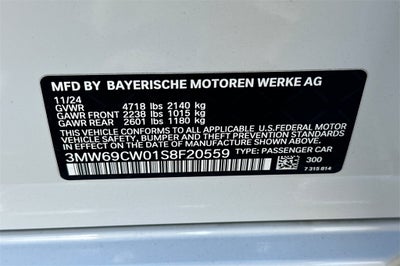 MFD BY BAYERISCHE MOTOREN WERKE AG
11/24
GVWR 4718 lbs 2140 kg
GAWR FRONT 2238 lbs 1015 kg
GAWR REAR 2601 lbs 1180 kg
THIS VEHICLE CONFORMS TO ALL APPLICABLE U.S.FEDERAL MOTOR
VEHICLE SAFETY, BUMPER, AND THEFT PREVENTION STANDARDS
IN EFFECT ON THE DATE OF MANUFACTURE SHOWN ABOVE.
3MW69CW01S8F20559 TYPE: PASSENGER CAR
300
7 315 814